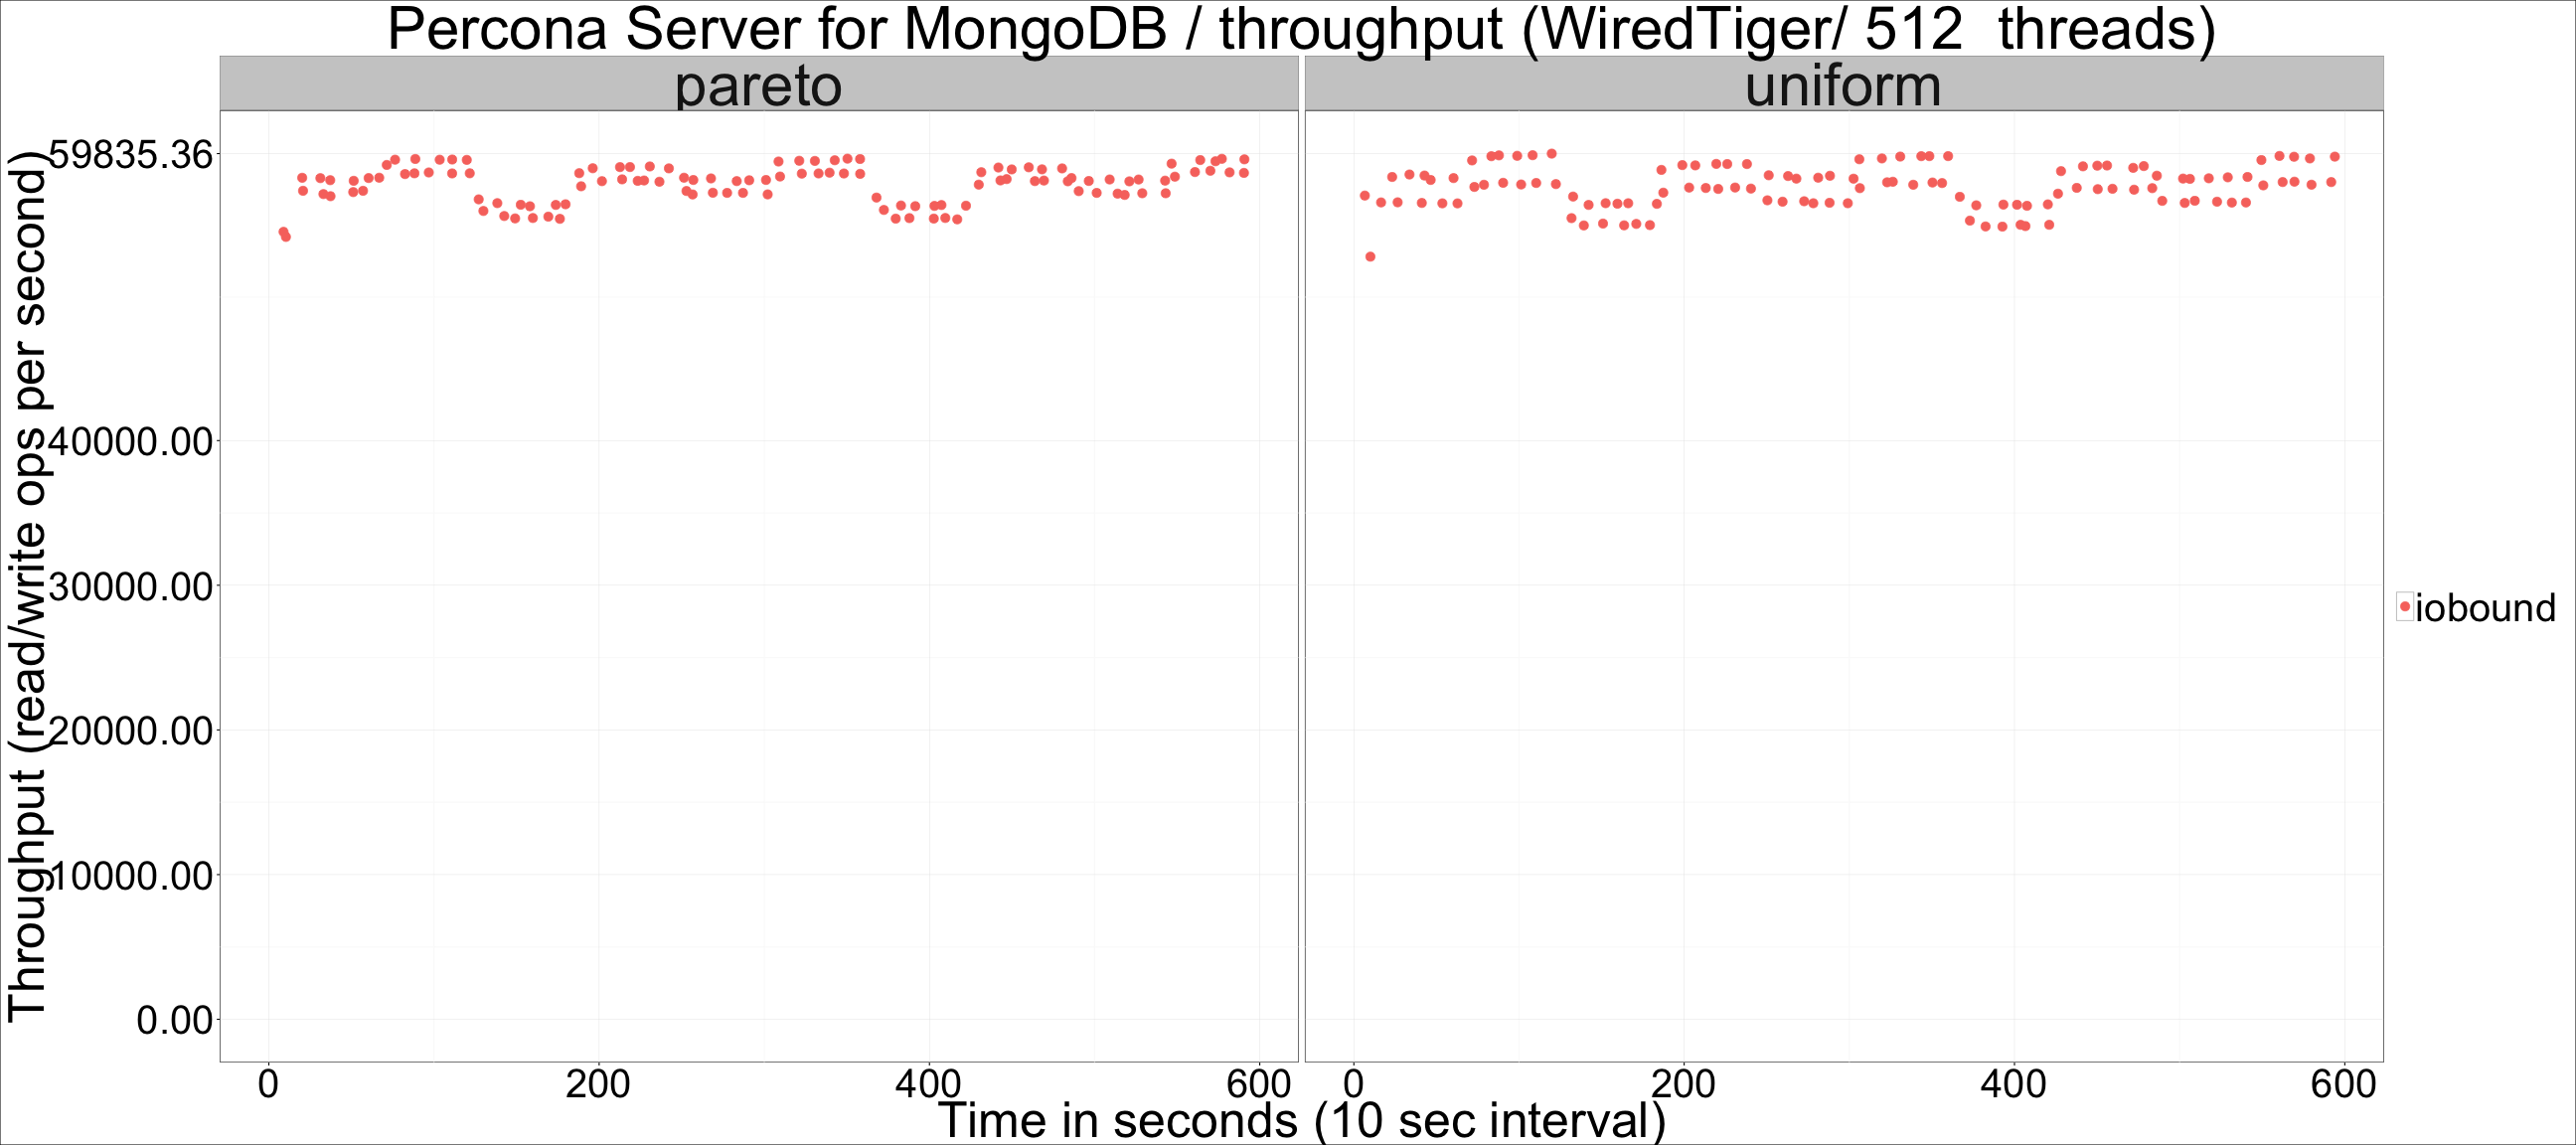 Percona Server for MongoDB / throughput (WiredTiger/ 512  threads)
pareto
uniform
Throughput (read/write ops per second)
59835.36
40000.00
30000.00
20000.00
10000.00
0.00
0 200 400 600
0 200 400 600
Time in seconds (10 sec interval)
iobound